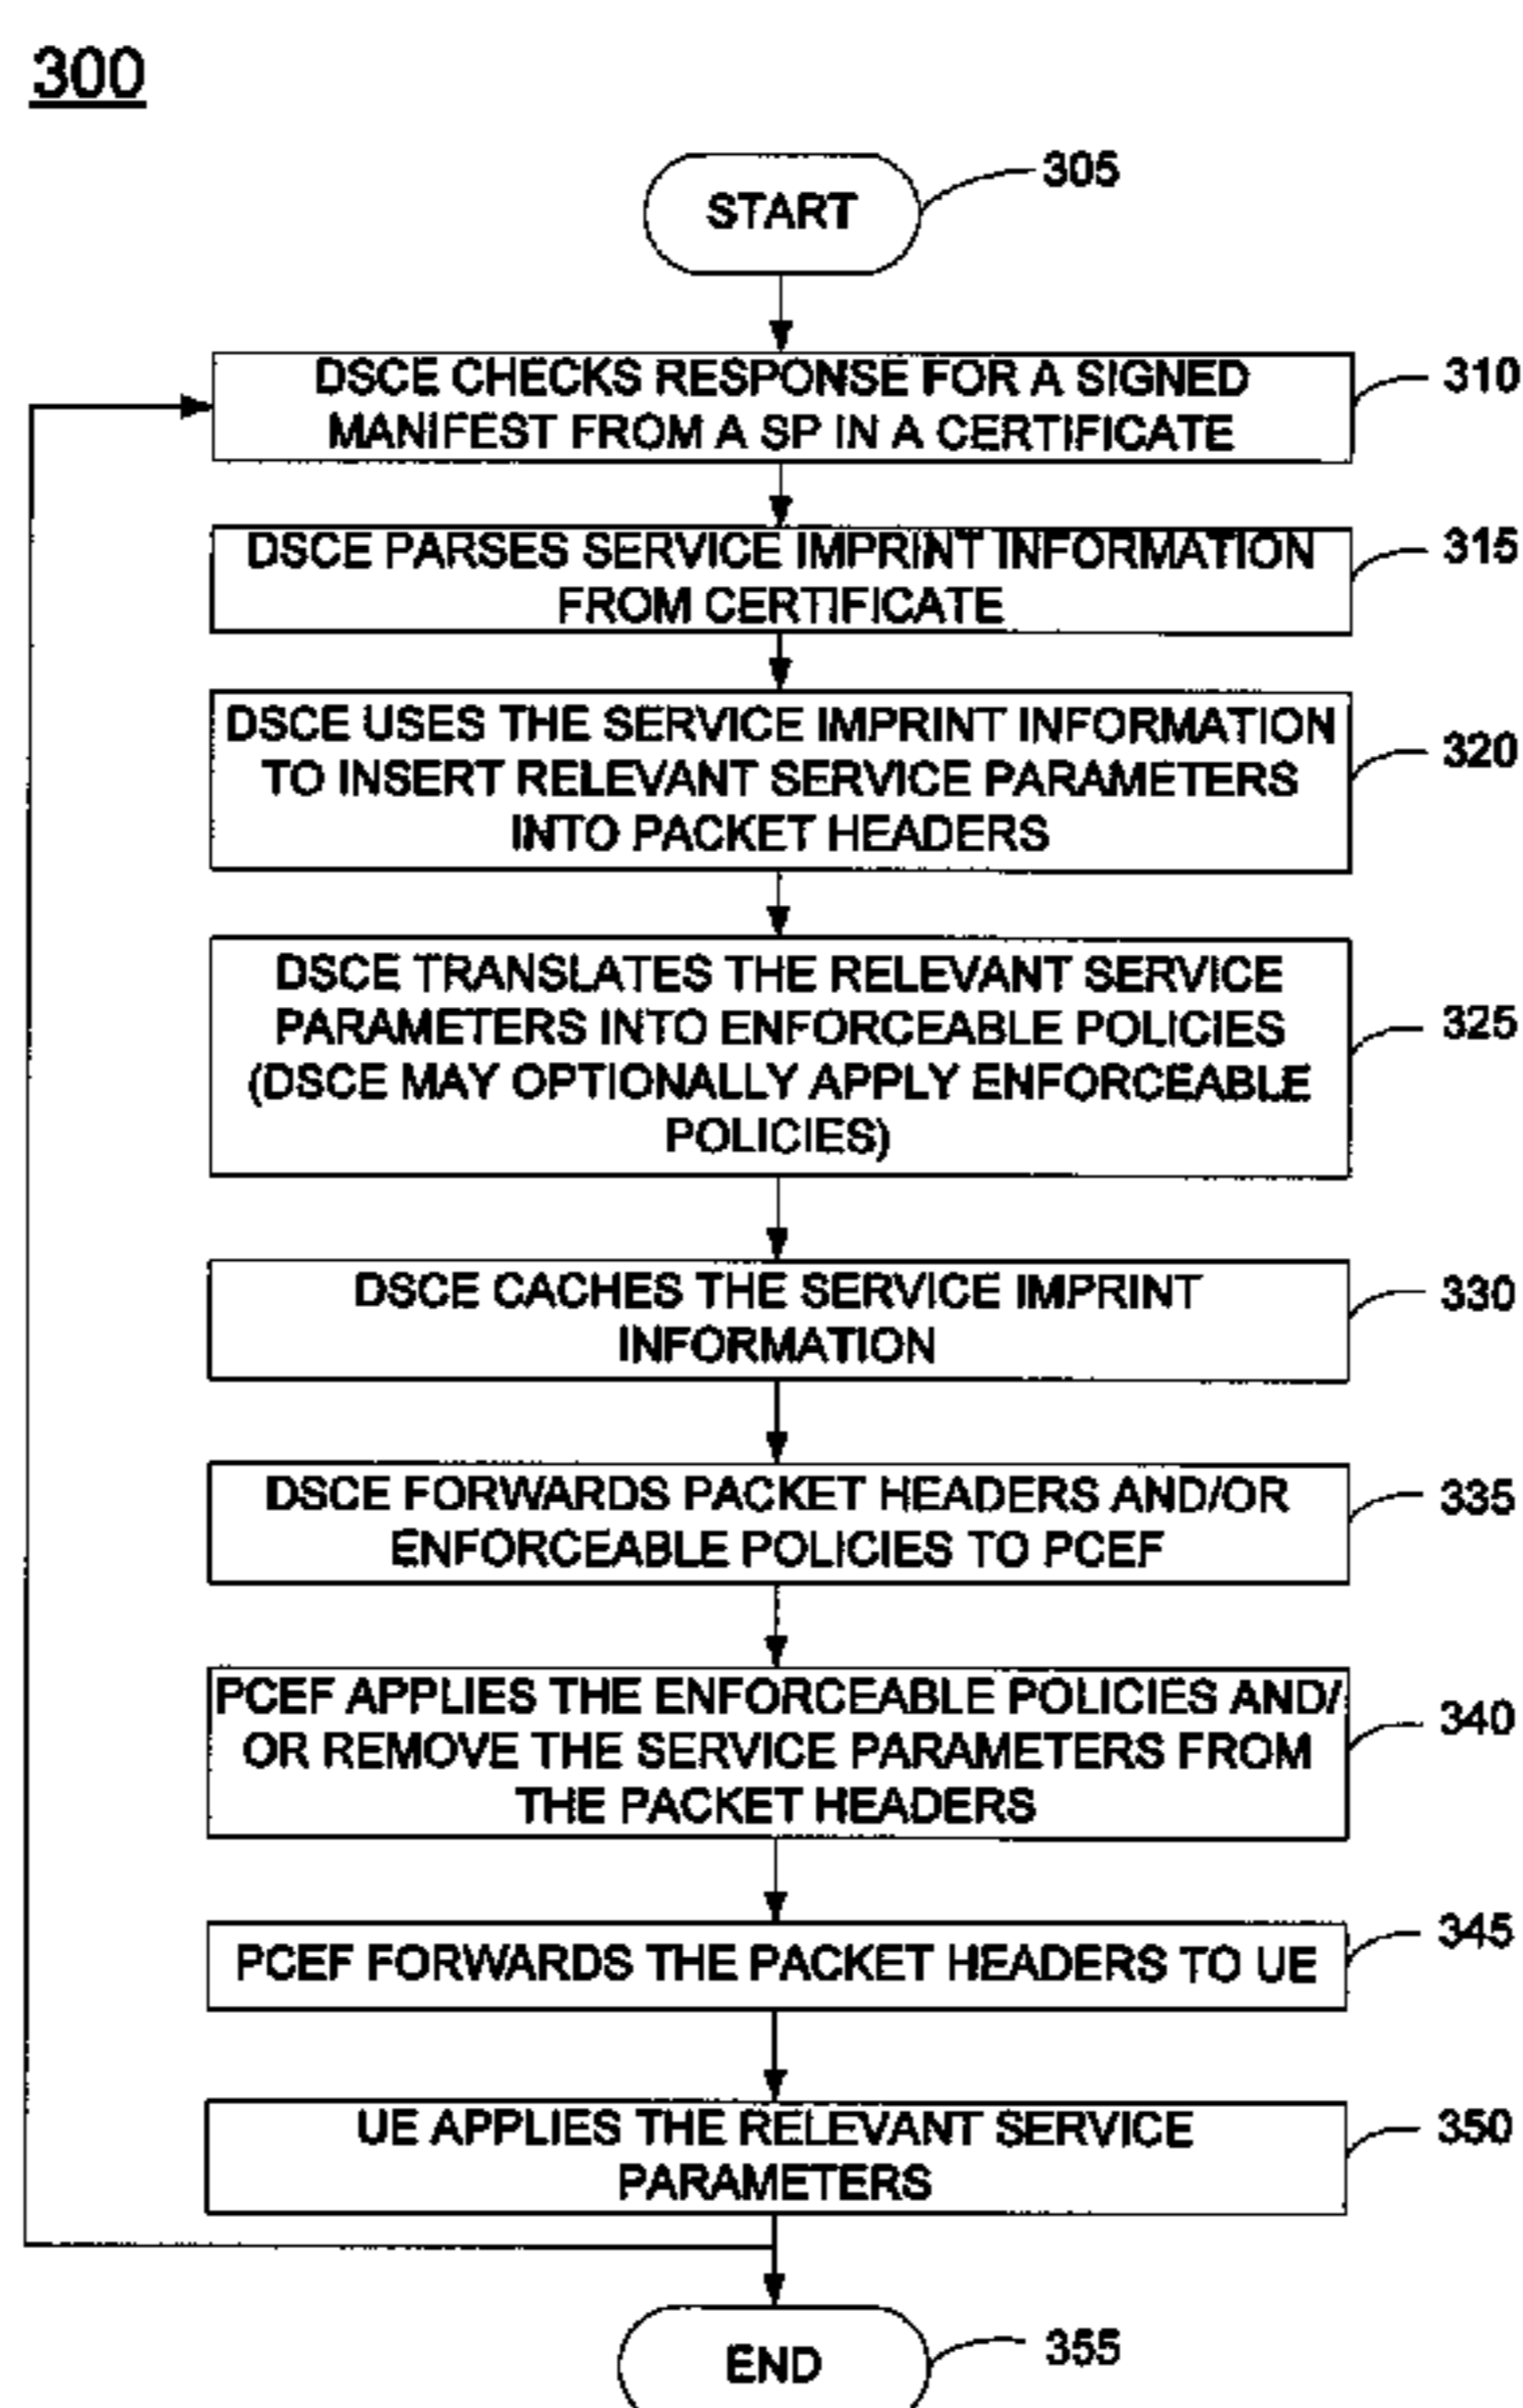 300
START
305
DSCE CHECKS RESPONSE FOR A SIGNED
MANIFEST FROM A SP IN A CERTIFICATE
310
DSCE PARSES SERVICE IMPRINT INFORMATION
FROM CERTIFICATE
315
DSCE USES THE SERVICE IMPRINT INFORMATION
TO INSERT RELEVANT SERVICE PARAMETERS
INTO PACKET HEADERS
320
DSCE TRANSLATES THE RELEVANT SERVICE
PARAMETERS INTO ENFORCEABLE POLICIES
(DSCE MAY OPTIONALLY APPLY ENFORCEABLE
POLICIES)
325
DSCE CACHES THE SERVICE IMPRINT
INFORMATION
330
DSCE FORWARDS PACKET HEADERS AND/OR
ENFORCEABLE POLICIES TO PCEF
335
PCEF APPLIES THE ENFORCEABLE POLICIES AND/
OR REMOVE THE SERVICE PARAMETERS FROM
THE PACKET HEADERS
340
PCEF FORWARDS THE PACKET HEADERS TO UE
345
UE APPLIES THE RELEVANT SERVICE
PARAMETERS
350
END
355